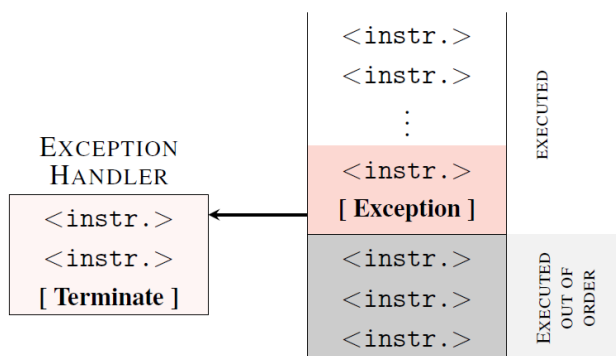 <instr.>
<instr.>
⋮
<instr.>
[ Exception ]
<instr.>
<instr.>
<instr.>
EXCEPTION
HANDLER
<instr.>
<instr.>
[ Terminate ]
EXECUTED
EXECUTED
OUT OF
ORDER